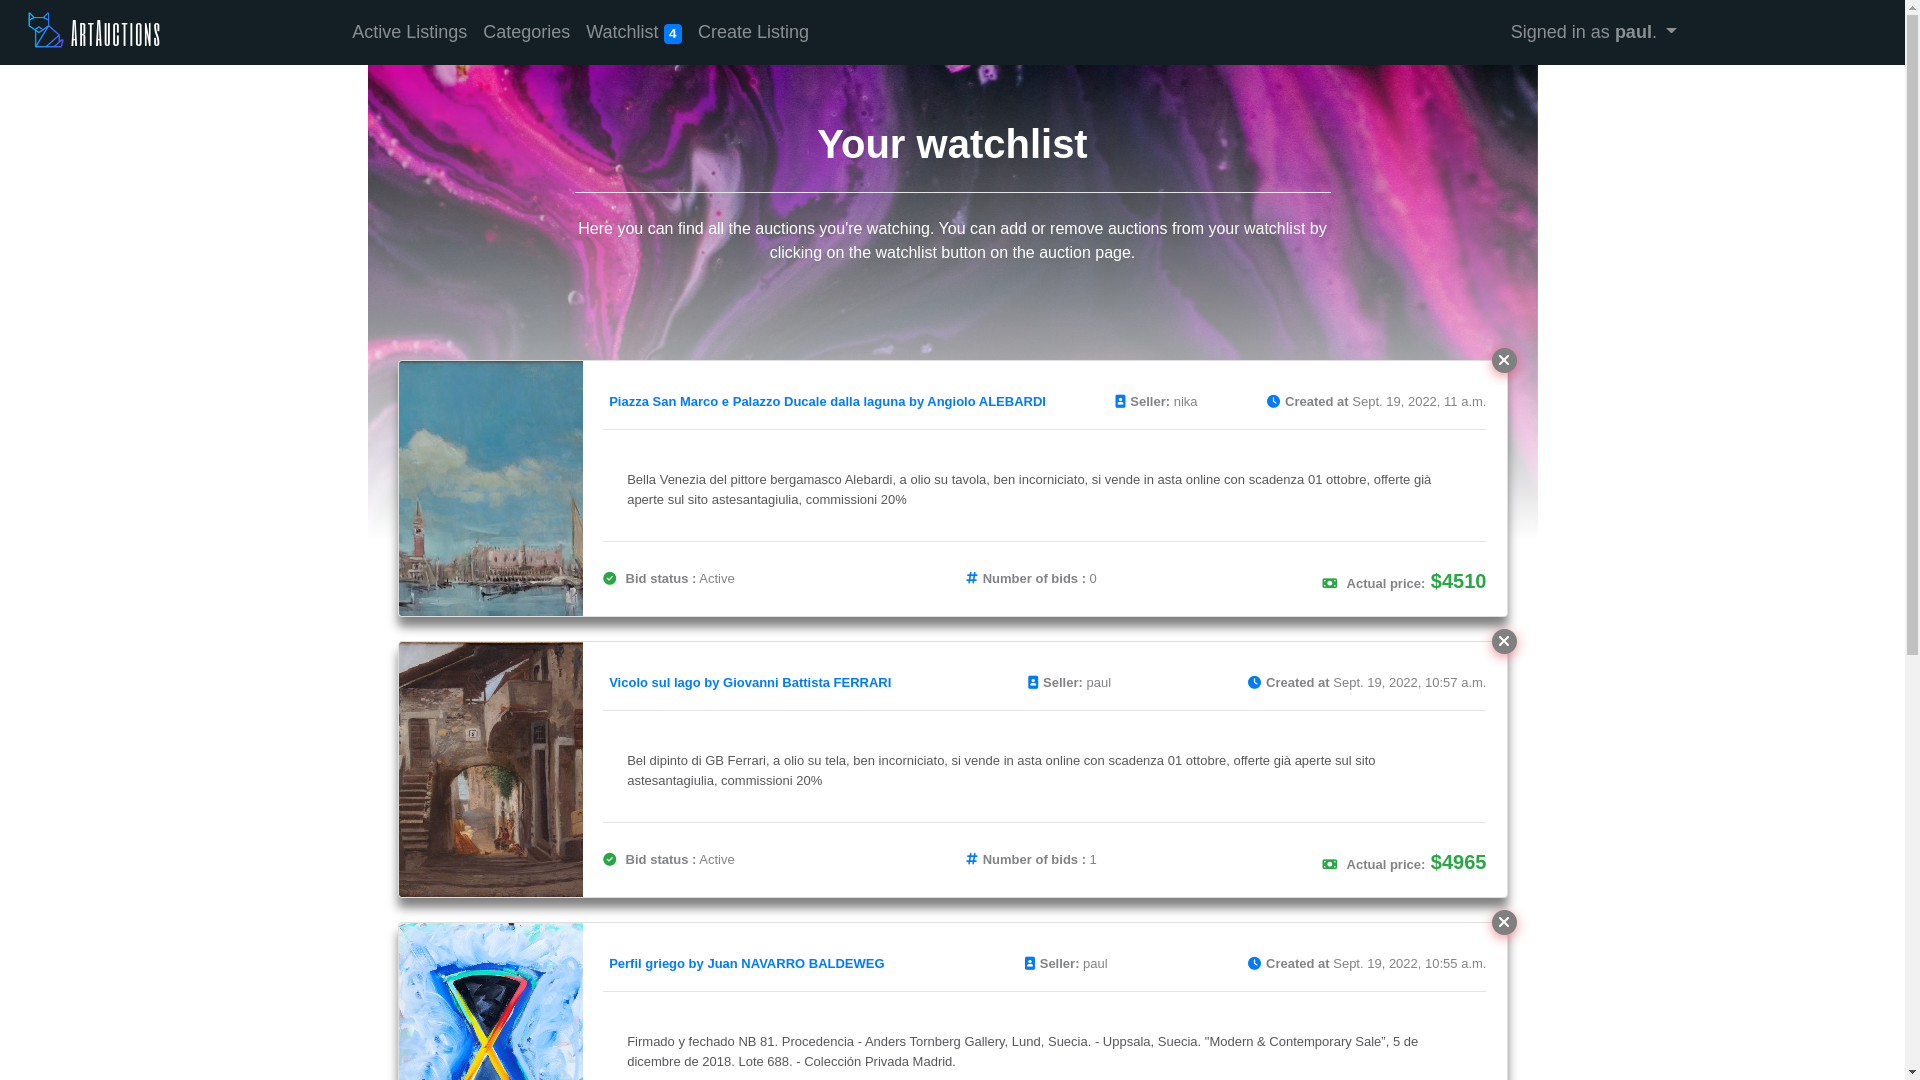 ArtAuctions
Active Listings Categories Watchlist 4 Create Listing
Signed in as paul.
Your watchlist
Here you can find all the auctions you're watching. You can add or remove auctions from your watchlist by
clicking on the watchlist button on the auction page.
Piazza San Marco e Palazzo Ducale dalla laguna by Angiolo ALEBARDI
Seller: nika
Created at Sept. 19, 2022, 11 a.m.
Bella Venezia del pittore bergamasco Alebardi, a olio su tavola, ben incorniciato, si vende in asta online con scadenza 01 ottobre, offerte già
aperte sul sito astesantagiulia, commissioni 20%
Bid status : Active
Number of bids : 0
Actual price: $4510
Vicolo sul lago by Giovanni Battista FERRARI
Seller: paul
Created at Sept. 19, 2022, 10:57 a.m.
Bel dipinto di GB Ferrari, a olio su tela, ben incorniciato, si vende in asta online con scadenza 01 ottobre, offerte già aperte sul sito
astesantagiulia, commissioni 20%
Bid status : Active
Number of bids : 1
Actual price: $4965
Perfil griego by Juan NAVARRO BALDEWEG
Seller: paul
Created at Sept. 19, 2022, 10:55 a.m.
Firmado y fechado NB 81. Procedencia - Anders Tornberg Gallery, Lund, Suecia. - Uppsala, Suecia. "Modern & Contemporary Sale”, 5 de
dicembre de 2018. Lote 688. - Colección Privada Madrid.